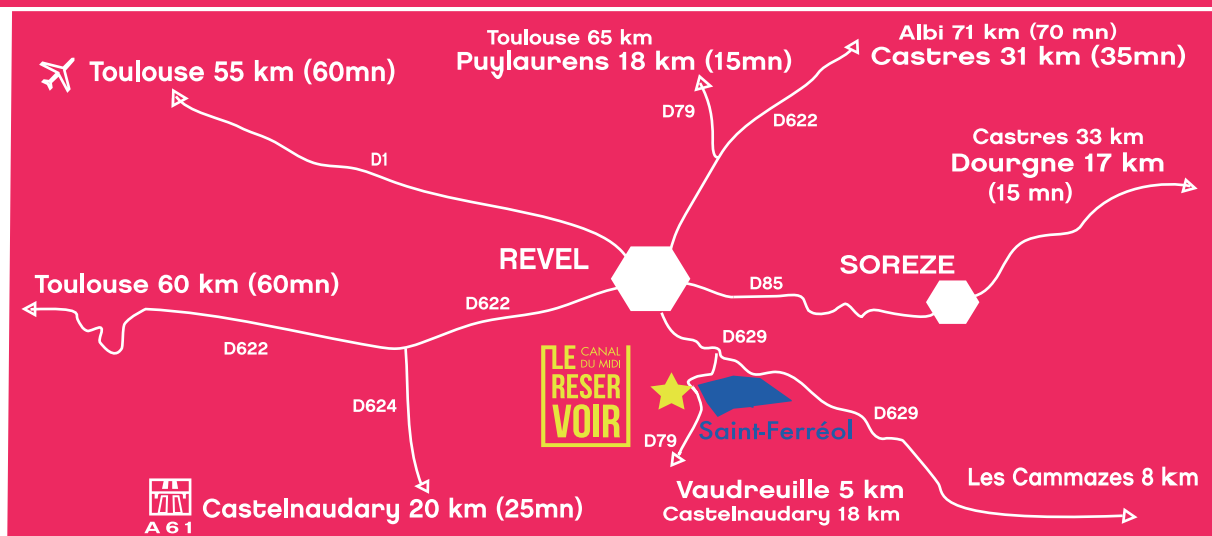 Toulouse 55 km (60mn)
Toulouse 65 km
Puylaurens 18 km (15mn)
Albi 71 km (70 mn)
Castres 31 km (35mn)
D79
D622
D1
Castres 33 km
Dourgne 17 km
(15 mn)
REVEL
SOREZE
Toulouse 60 km (60mn)
D622
D85
D622
D629
LE CANAL
DU MIDI
RESER
VOIR
D624
D629
Saint-Ferréol
D79
Les Cammazes 8 km
Vaudreuille 5 km
Castelnaudary 18 km
A 6 1
Castelnaudary 20 km (25mn)